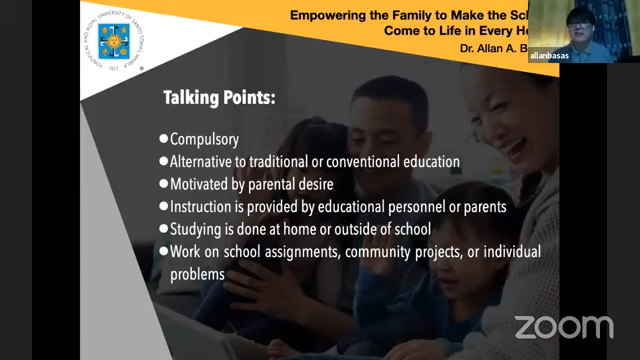 Empowering the Family to Make the
Come to Life in Every
Dr. Allan A.
allanbasas
Talking Points:
●Compulsory
●Alternative to traditional or conventional education
●Motivated by parental desire
●Instruction is provided by educational personnel or parents
●Studying is done at home or outside of school
●Work on school assignments, community projects, or individual
problems
zoom